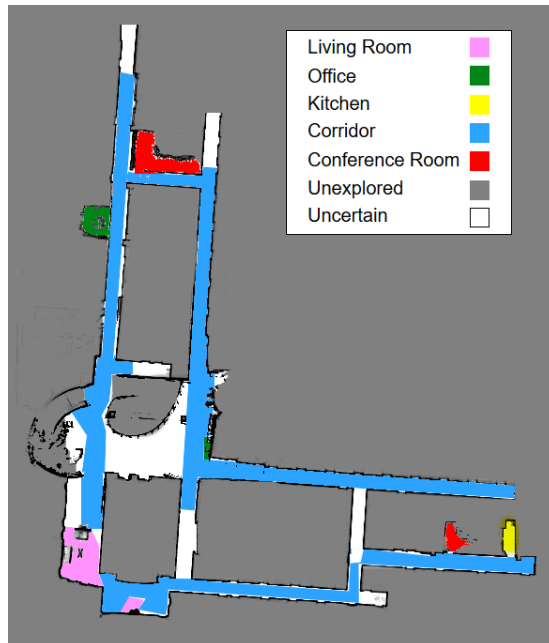 Living Room
Office
Kitchen
Corridor
Conference Room
Unexplored
Uncertain